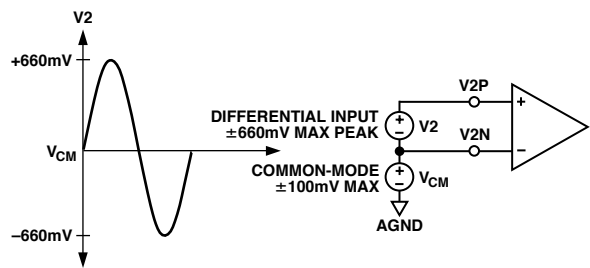 V2
+660mV
VCM
–660mV
DIFFERENTIAL INPUT
±660mV MAX PEAK
COMMON-MODE
±100mV MAX
+
–
V2
+
–
VCM
AGND
V2P
V2N
+
–